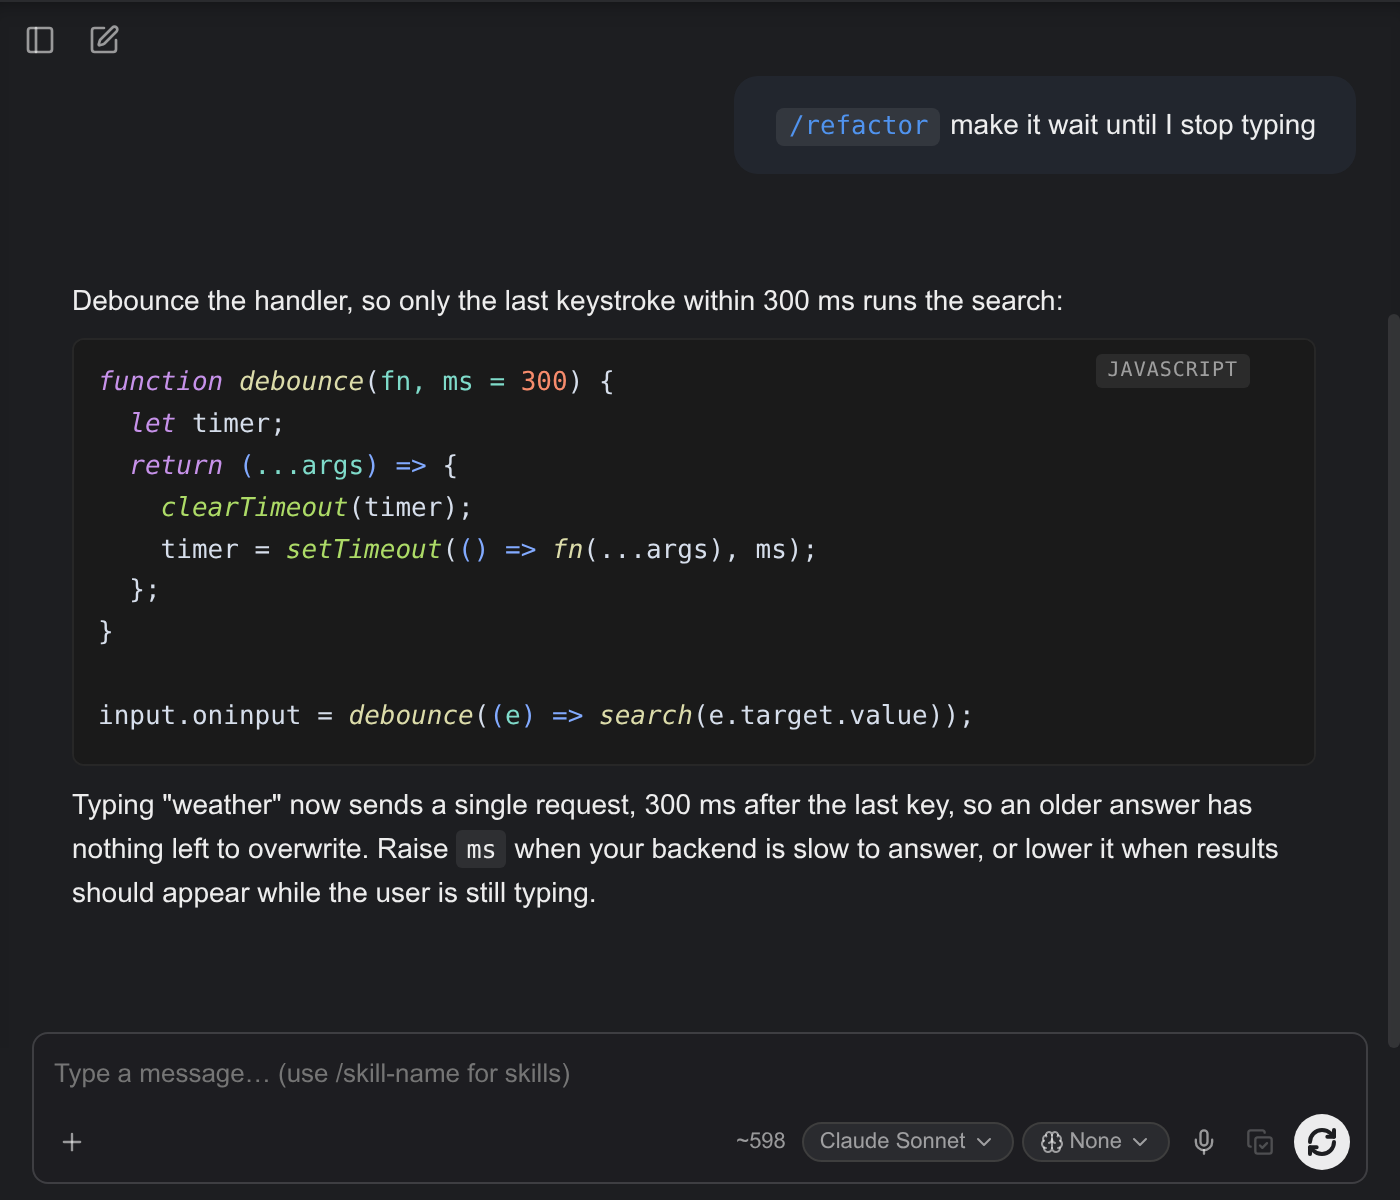 /refactor make it wait until I stop typing
Debounce the handler, so only the last keystroke within 300 ms runs the search:
JAVASCRIPT
function debounce(fn, ms = 300) {
  let timer;
  return (...args) => {
    clearTimeout(timer);
    timer = setTimeout(() => fn(...args), ms);
  };
}

input.oninput = debounce((e) => search(e.target.value));
Typing "weather" now sends a single request, 300 ms after the last key, so an older answer has
nothing left to overwrite. Raise ms when your backend is slow to answer, or lower it when results
should appear while the user is still typing.
Type a message… (use /skill-name for skills)
~598 Claude Sonnet None